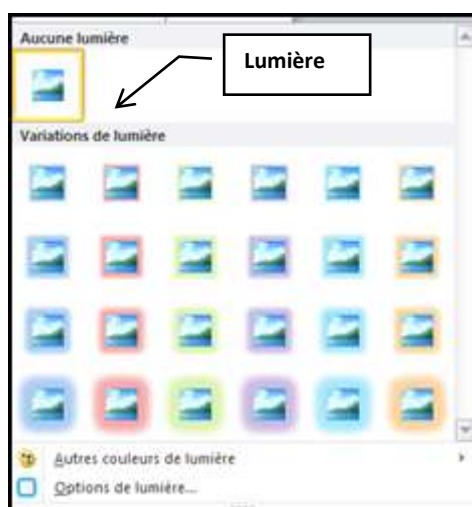 Aucune lumière
Lumière
Variations de lumière
Autres couleurs de lumière
Options de lumière...